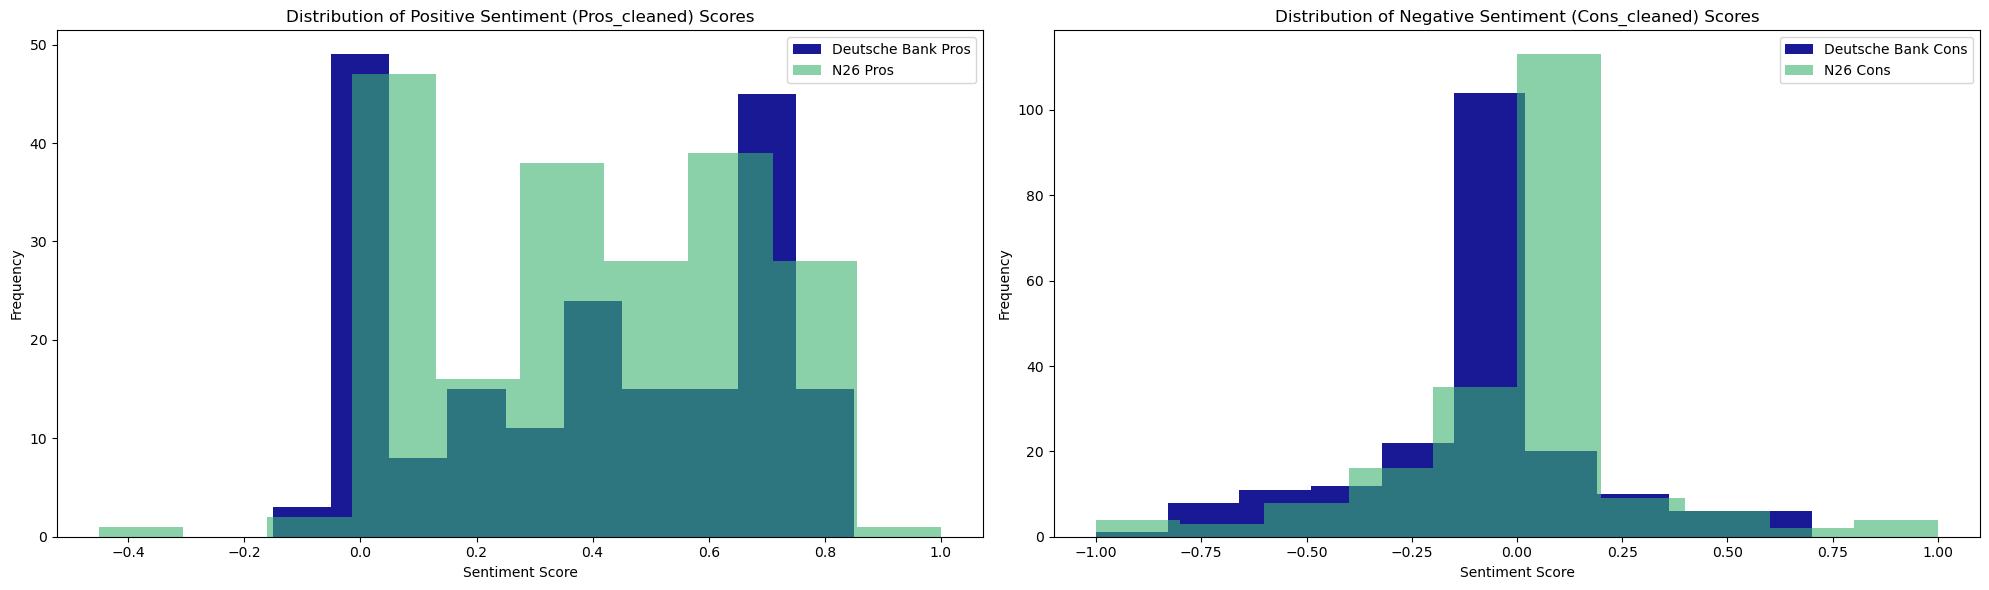 Distribution of Positive Sentiment (Pros_cleaned) Scores
Deutsche Bank Pros
N26 Pros
Frequency
50
40
30
20
10
0
−0.4 −0.2 0.0 0.2 0.4 0.6 0.8 1.0
Sentiment Score
Distribution of Negative Sentiment (Cons_cleaned) Scores
Deutsche Bank Cons
N26 Cons
Frequency
100
80
60
40
20
0
−1.00 −0.75 −0.50 −0.25 0.00 0.25 0.50 0.75 1.00
Sentiment Score